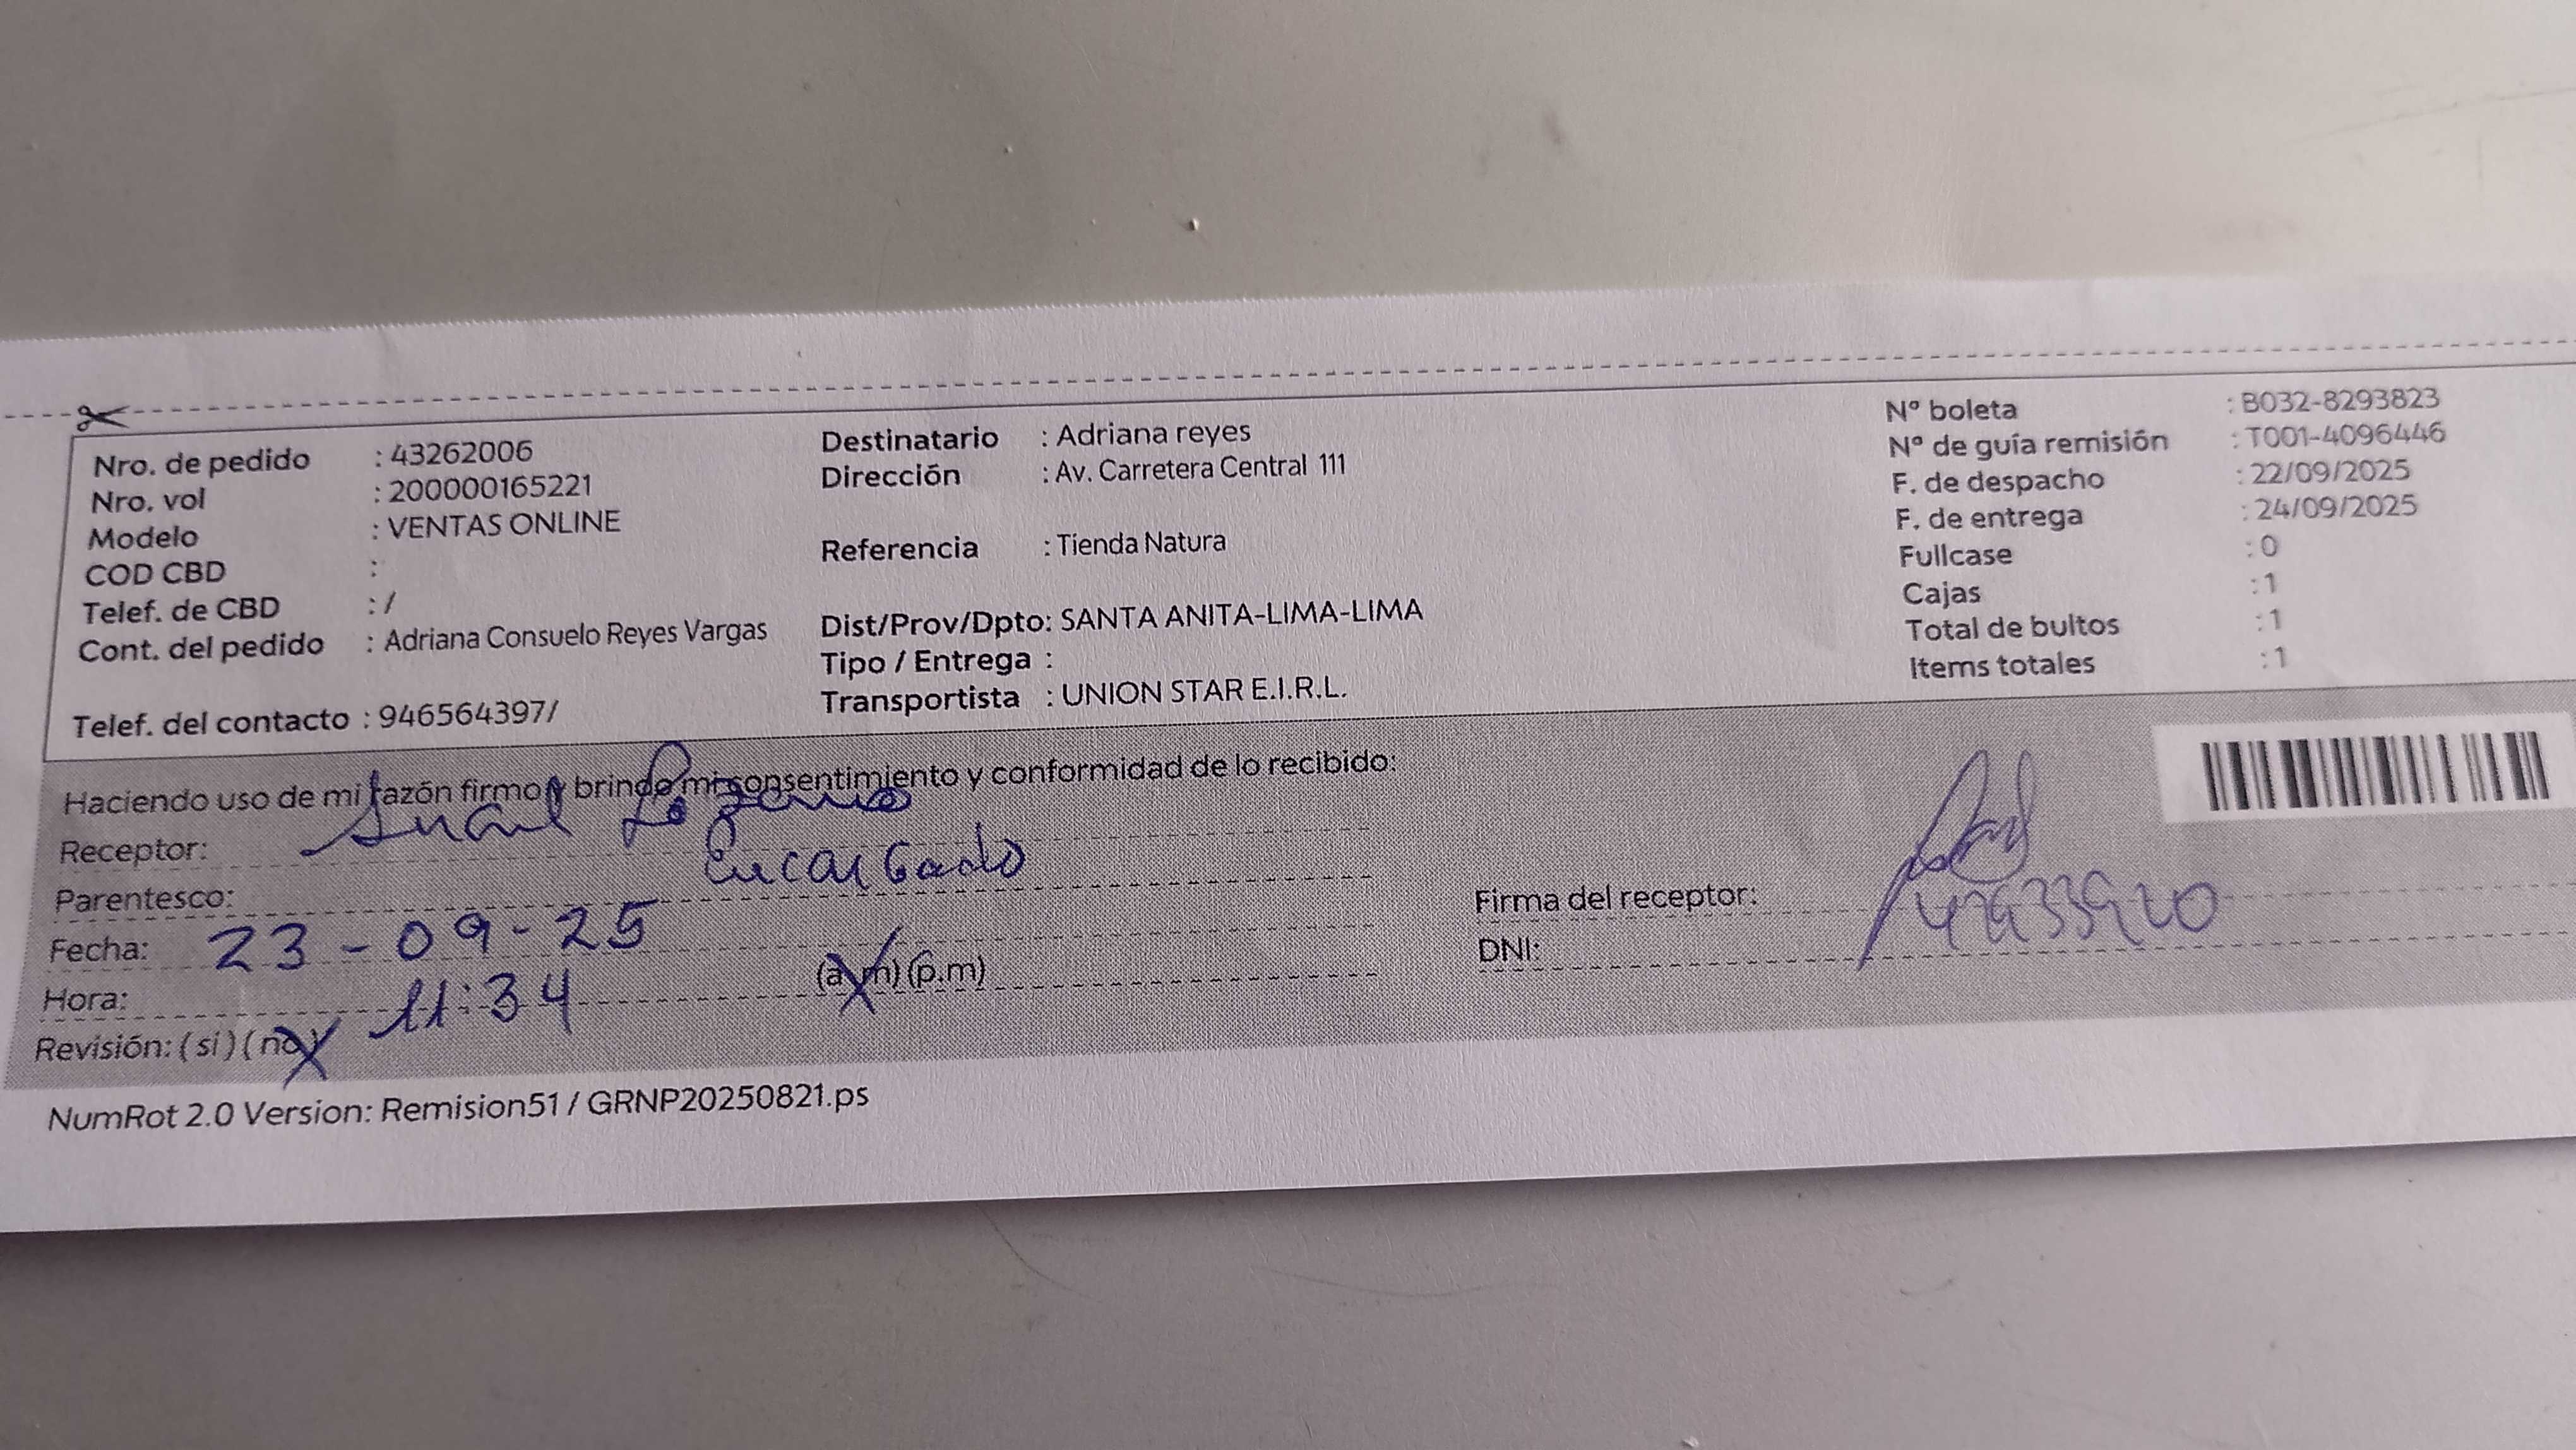 Nro. de pedido : 43262006
Nro. vol : 200000165221
Modelo : VENTAS ONLINE
COD CBD :
Telef. de CBD : /
Cont. del pedido : Adriana Consuelo Reyes Vargas
Telef. del contacto : 946564397/
Destinatario : Adriana reyes
Dirección : Av. Carretera Central 111
Referencia : Tienda Natura
Dist/Prov/Dpto: SANTA ANITA-LIMA-LIMA
Tipo / Entrega :
Transportista : UNION STAR E.I.R.L.
Nº boleta : B032-8293823
Nº de guía remisión : T001-4096446
F. de despacho : 22/09/2025
F. de entrega : 24/09/2025
Fullcase : 0
Cajas : 1
Total de bultos : 1
Items totales : 1
Haciendo uso de mi razón firmo y brindo mi consentimiento y conformidad de lo recibido:
Receptor:
Parentesco: Encargado
Fecha: 23-09-25
Hora: 11:34 (a.m) (p.m)
Revisión: (si) (no)
Firma del receptor:
DNI:
NumRot 2.0 Version: Remision51 / GRNP20250821.ps